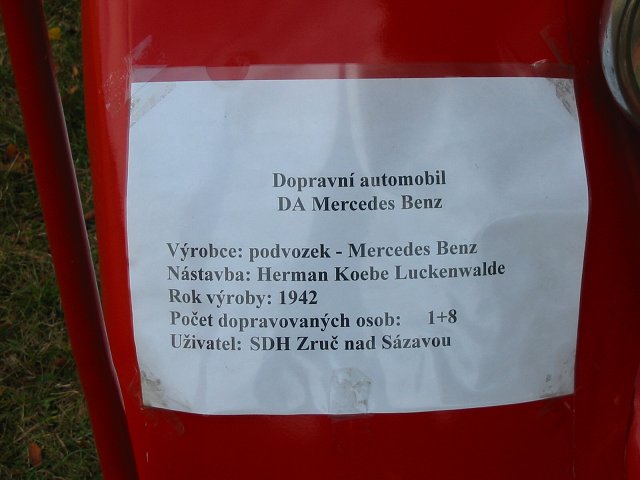 Dopravní automobil
DA Mercedes Benz
Výrobce: podvozek - Mercedes Benz
Nástavba: Herman Koebe Luckenwalde
Rok výroby: 1942
Počet dopravovaných osob: 1+8
Uživatel: SDH Zruč nad Sázavou